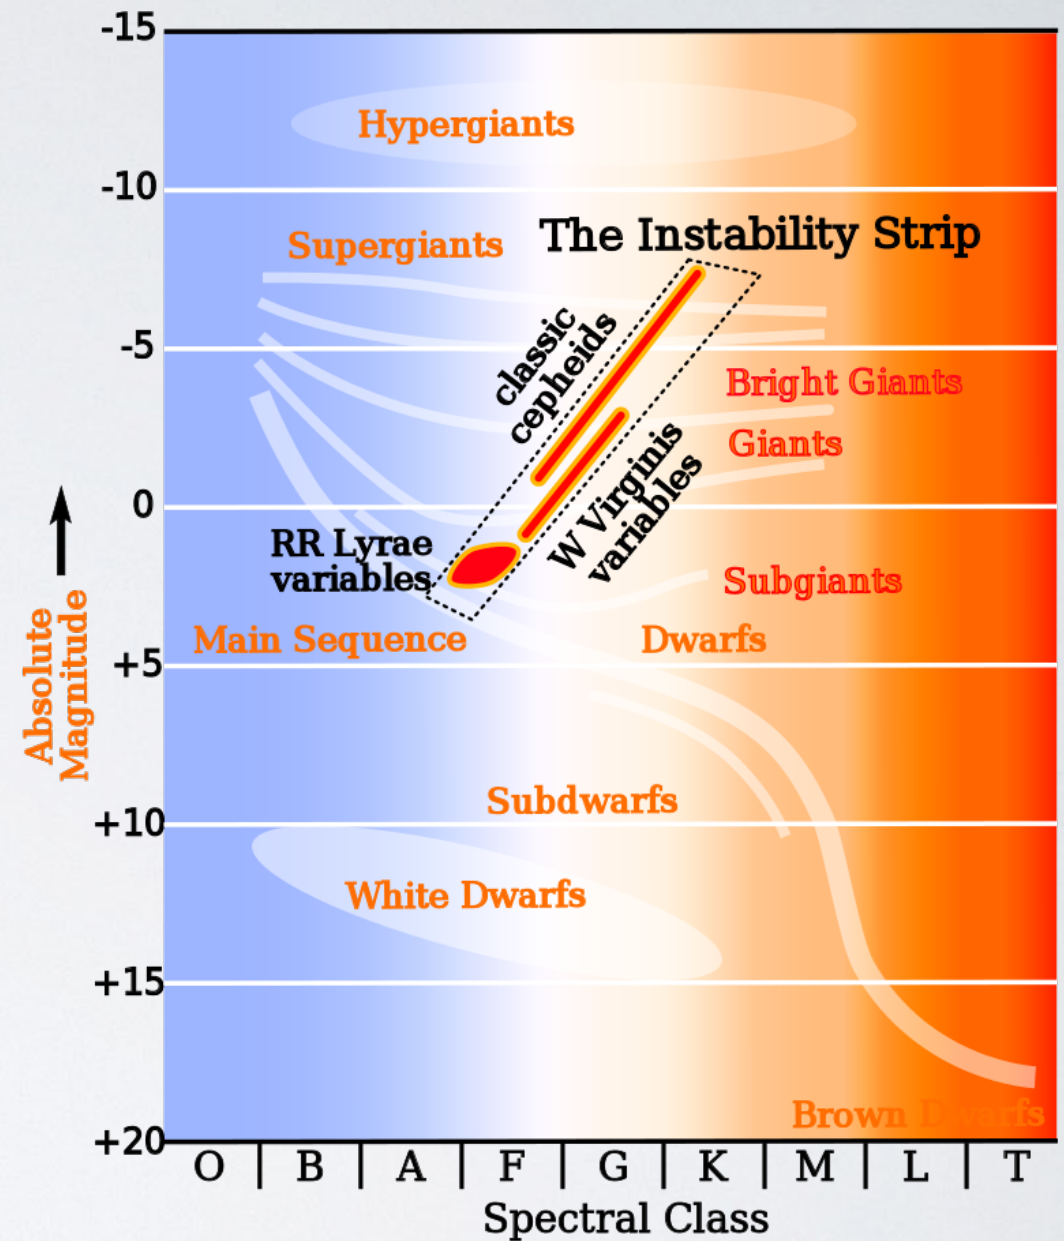 -15
Hypergiants
-10
The Instability Strip
Supergiants
classic
cepheids
-5
Bright Giants
Giants
W Virginis
variables
0
RR Lyrae
variables
Subgiants
Absolute
Magnitude
Main Sequence
Dwarfs
+5
Subdwarfs
+10
White Dwarfs
+15
Brown Dwarfs
+20
O B A F G K M L T
Spectral Class